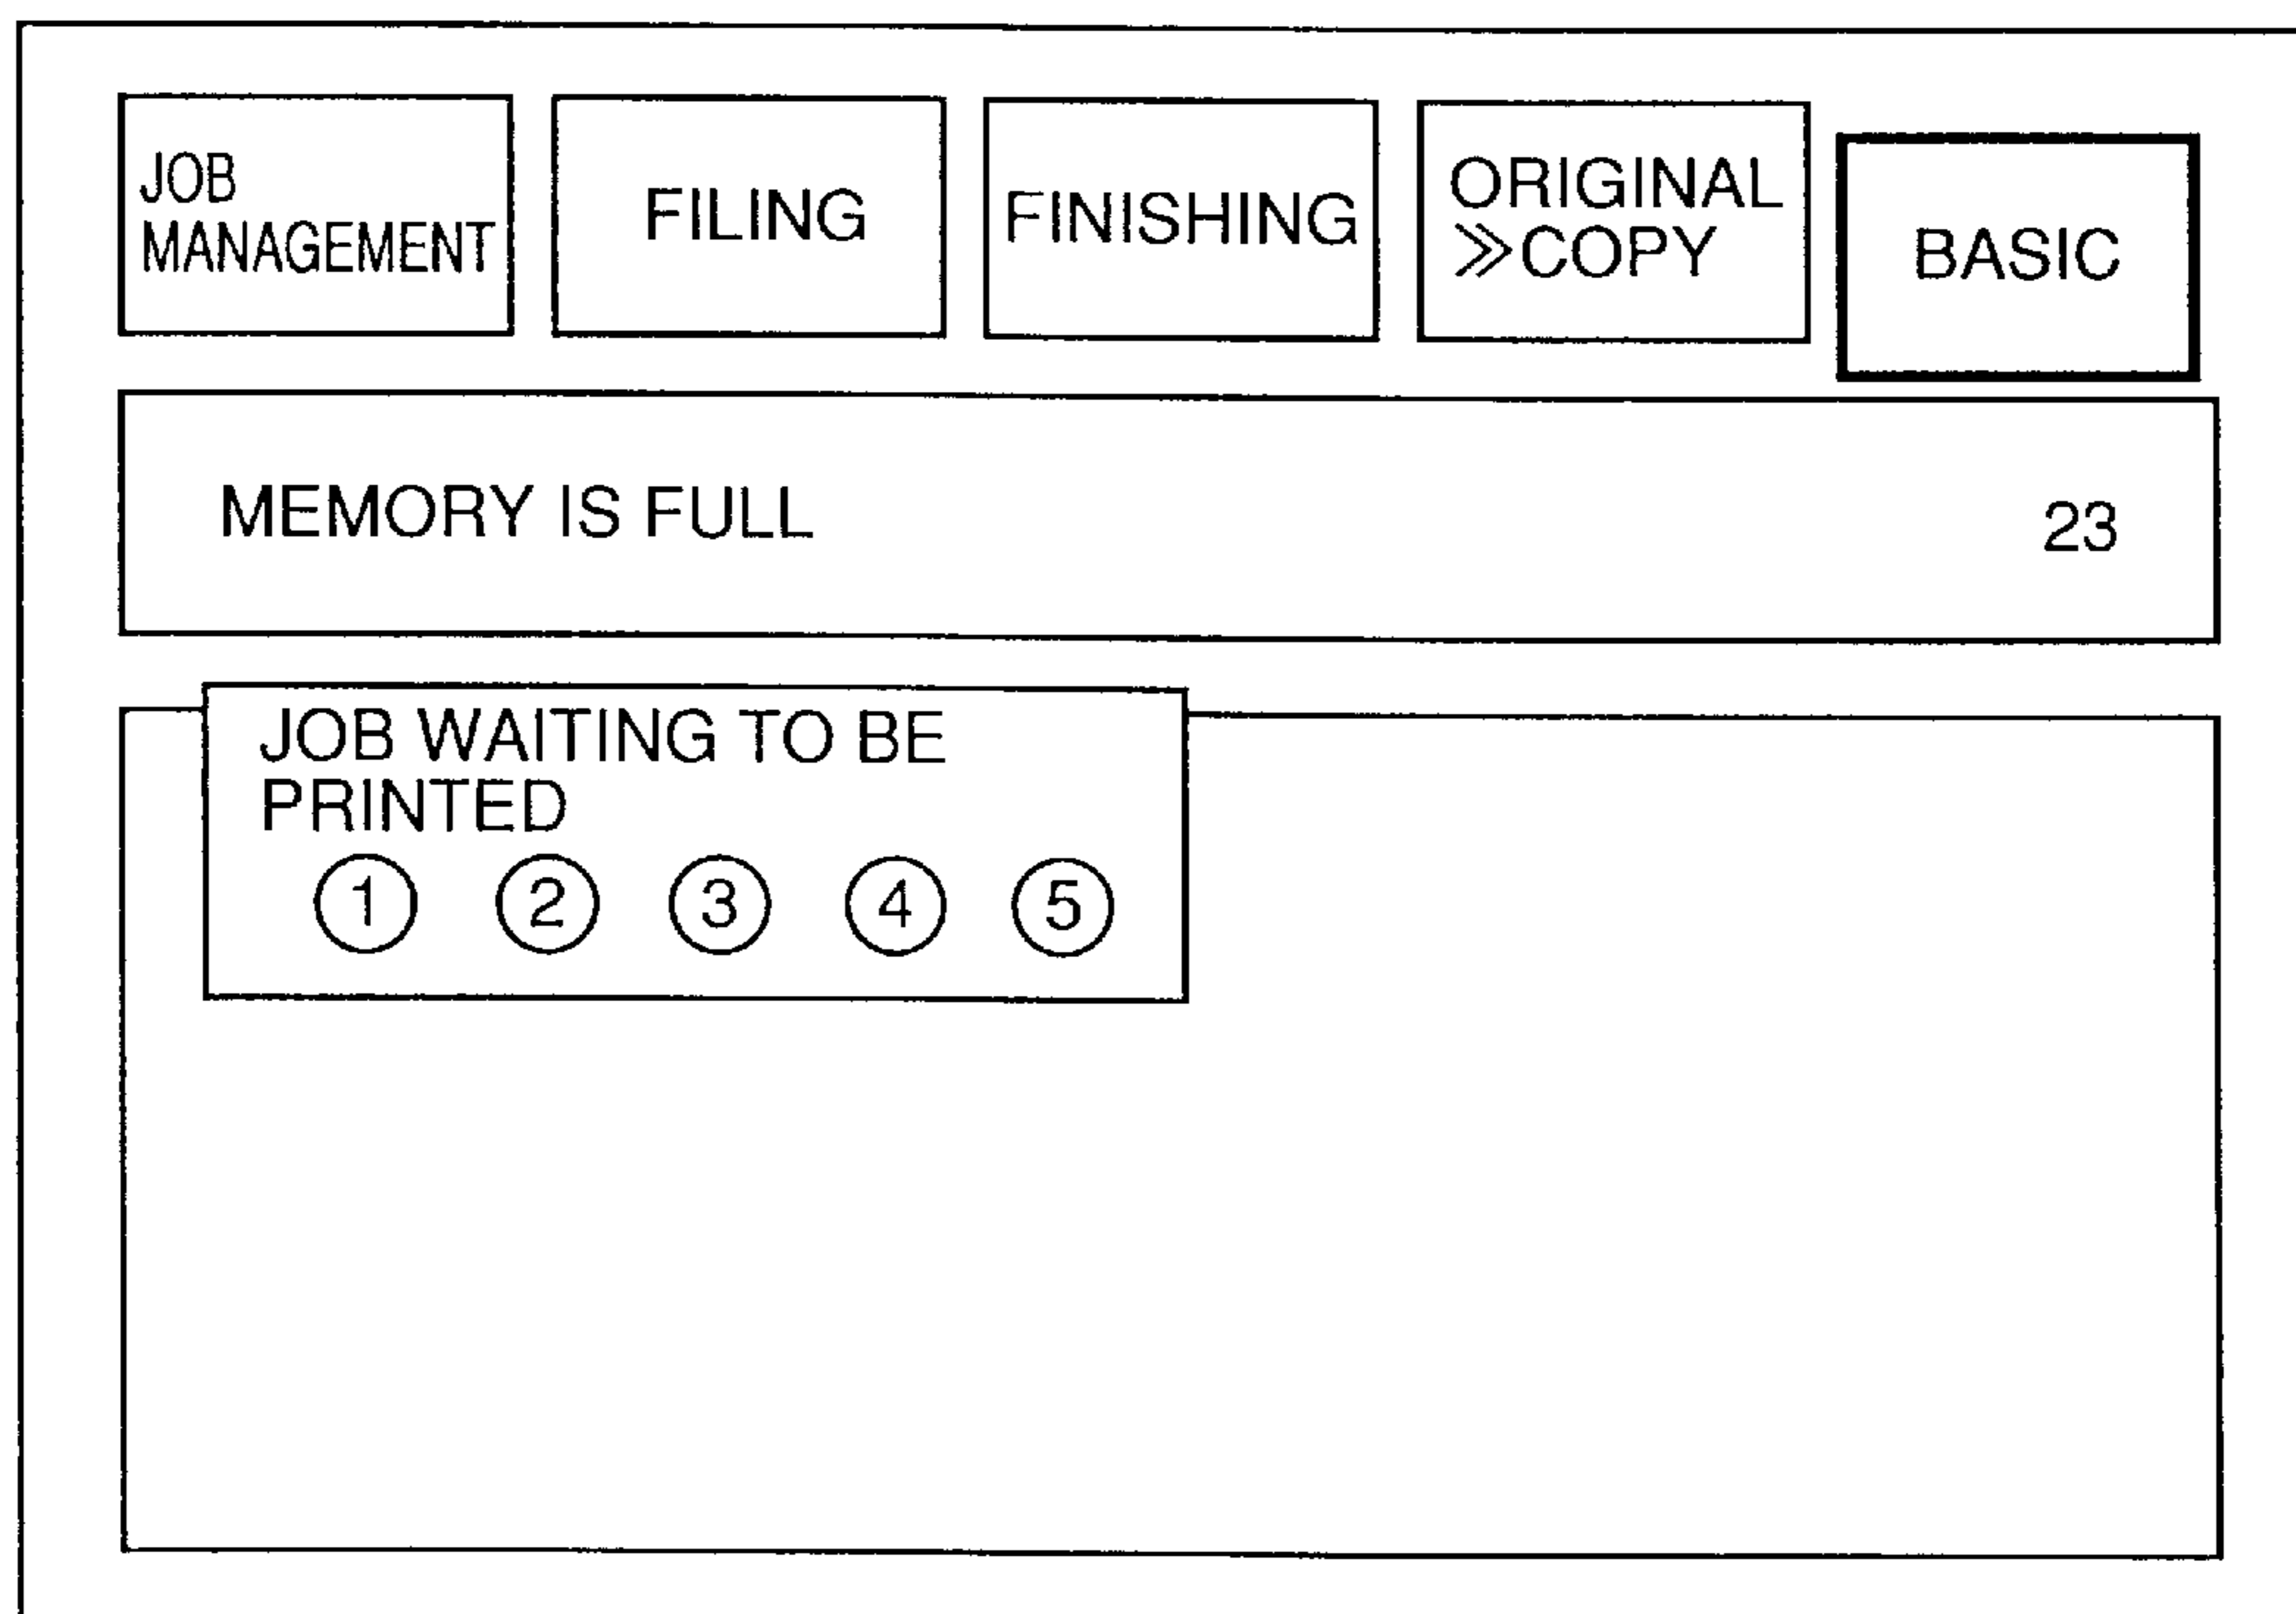 JOB
MANAGEMENT
FILING
FINISHING
ORIGINAL
≫COPY
BASIC
MEMORY IS FULL 23
JOB WAITING TO BE
PRINTED
① ② ③ ④ ⑤